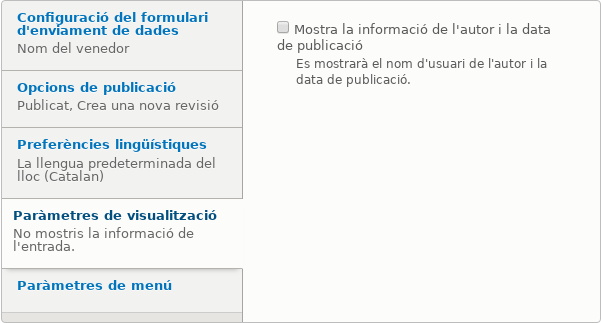 Configuració del formulari
d'enviament de dades
Nom del venedor
Opcions de publicació
Publicat, Crea una nova revisió
Preferències lingüístiques
La llengua predeterminada del
lloc (Catalan)
Paràmetres de visualització
No mostris la informació de
l'entrada.
Paràmetres de menú
Mostra la informació de l'autor i la data
de publicació
Es mostrarà el nom d'usuari de l'autor i la
data de publicació.